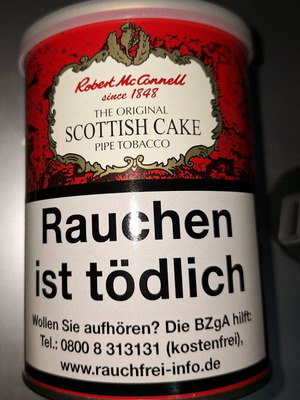 Robert McConnell
since 1848
THE ORIGINAL
SCOTTISH CAKE
PIPE TOBACCO
Rauchen
ist tödlich
Wollen Sie aufhören? Die BZgA hilft:
Tel.: 0800 8 313131 (kostenfrei),
www.rauchfrei-info.de